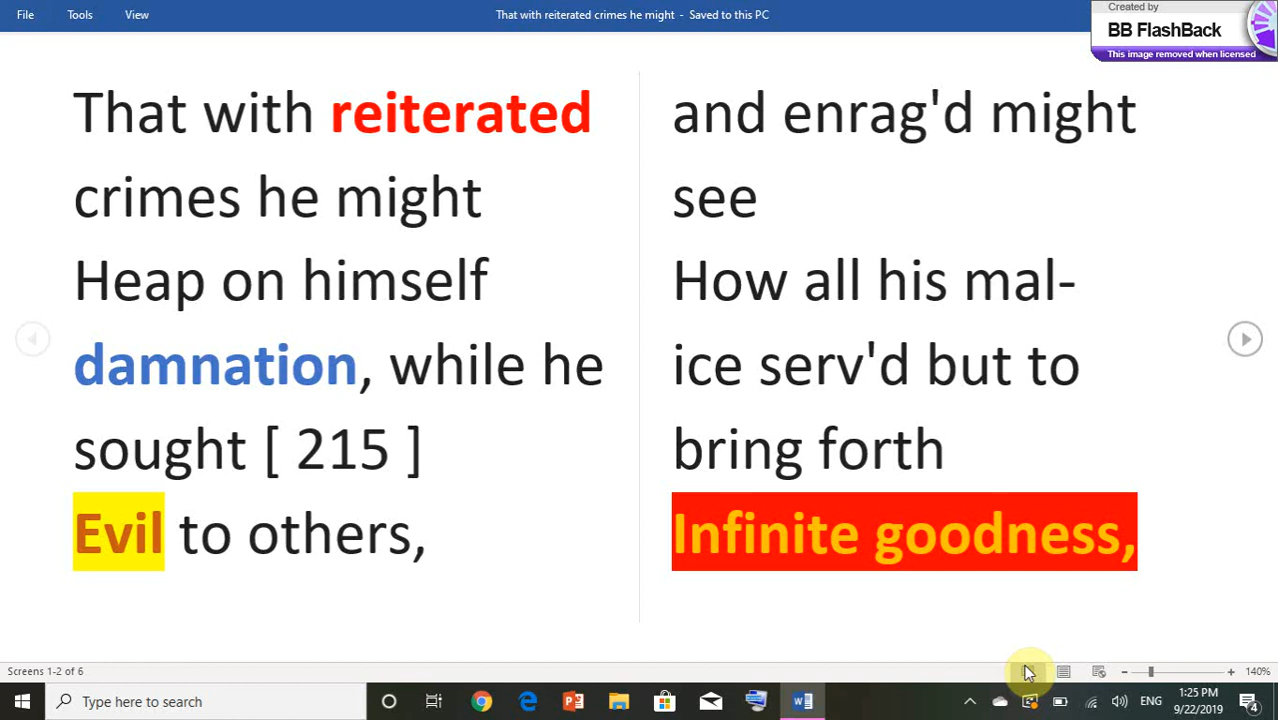 File Tools View That with reiterated crimes he might - Saved to this PC
Created by
BB FlashBack
This image removed when licensed
That with reiterated
crimes he might
Heap on himself
damnation, while he
sought [ 215 ]
Evil to others,
and enrag'd might
see
How all his mal-
ice serv'd but to
bring forth
Infinite goodness,
Screens 1-2 of 6
140%
Type here to search
ENG
1:25 PM
9/22/2019
4